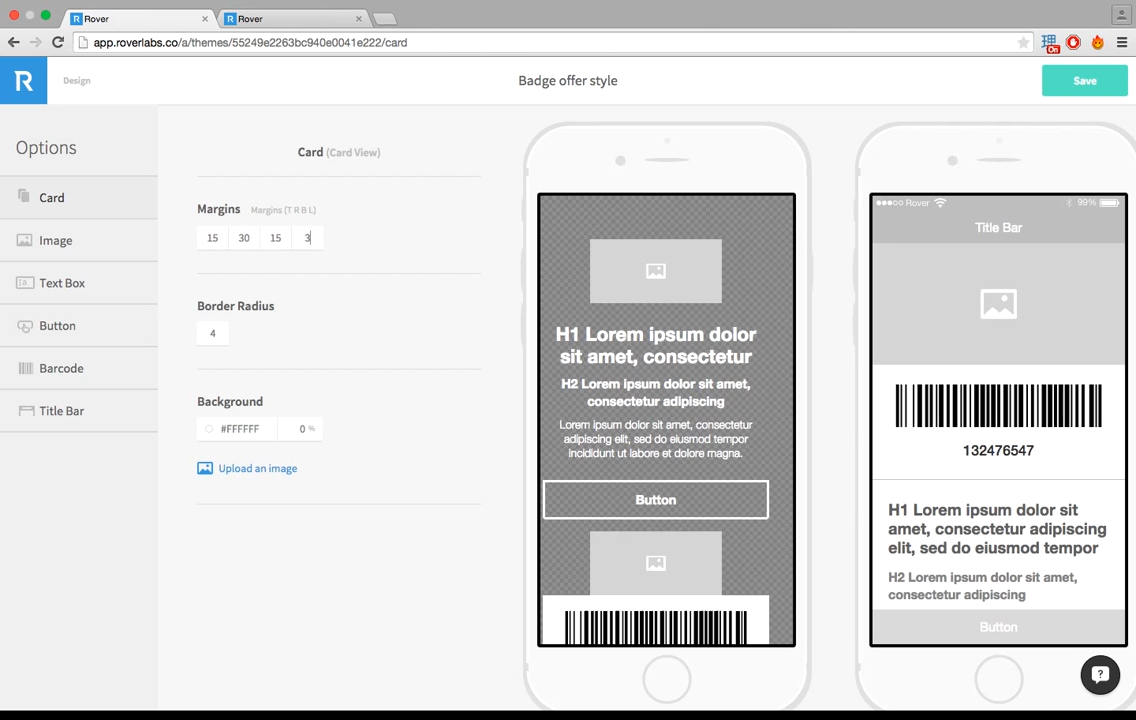 Rover
Rover
app.roverlabs.co/a/themes/55249e2263bc940e0041e222/card
理
On
R
Design
Badge offer style
Save
Options
Card
Image
Text Box
Button
Barcode
Title Bar
Card (Card View)
Margins Margins (T R B L)
15 30 15 3
Border Radius
4
Background
#FFFFFF 0 %
Upload an image
H1 Lorem ipsum dolor
sit amet, consectetur
H2 Lorem ipsum dolor sit amet,
consectetur adipiscing
Lorem ipsum dolor sit amet, consectetur
adipiscing elit, sed do eiusmod tempor
incididunt ut labore et dolore magna.
Button
Rover 99%
Title Bar
132476547
H1 Lorem ipsum dolor sit
amet, consectetur adipiscing
elit, sed do eiusmod tempor
H2 Lorem ipsum dolor sit amet,
consectetur adipiscing
Button